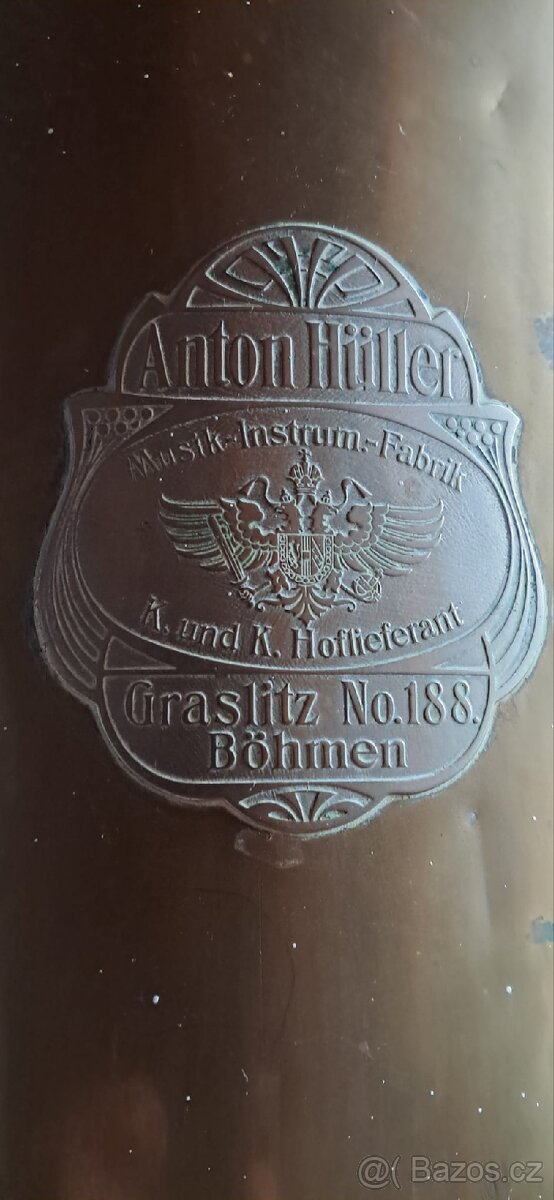 Anton Hüller
Musik-Instrum.-Fabrik
K. und K. Hoflieferant
Graslitz No.188.
Böhmen
@( Bazos.cz